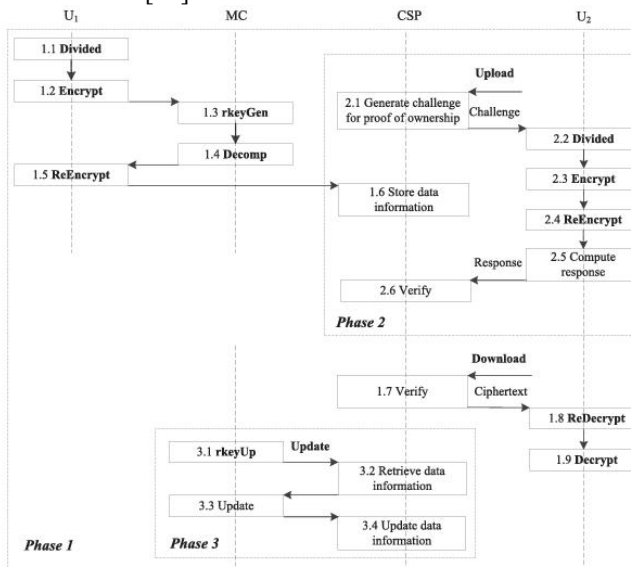 U1 MC CSP U2
1.1 Divided
1.2 Encrypt
1.3 rkeyGen
1.4 Decomp
1.5 ReEncrypt
1.6 Store data
information
Upload
2.1 Generate challenge
for proof of ownership
Challenge
2.2 Divided
2.3 Encrypt
2.4 ReEncrypt
2.5 Compute
response
Response
2.6 Verify
Phase 2
Download
1.7 Verify
Ciphertext
1.8 ReDecrypt
1.9 Decrypt
3.1 rkeyUp
Update
3.2 Retrieve data
information
3.3 Update
3.4 Update data
information
Phase 1
Phase 3